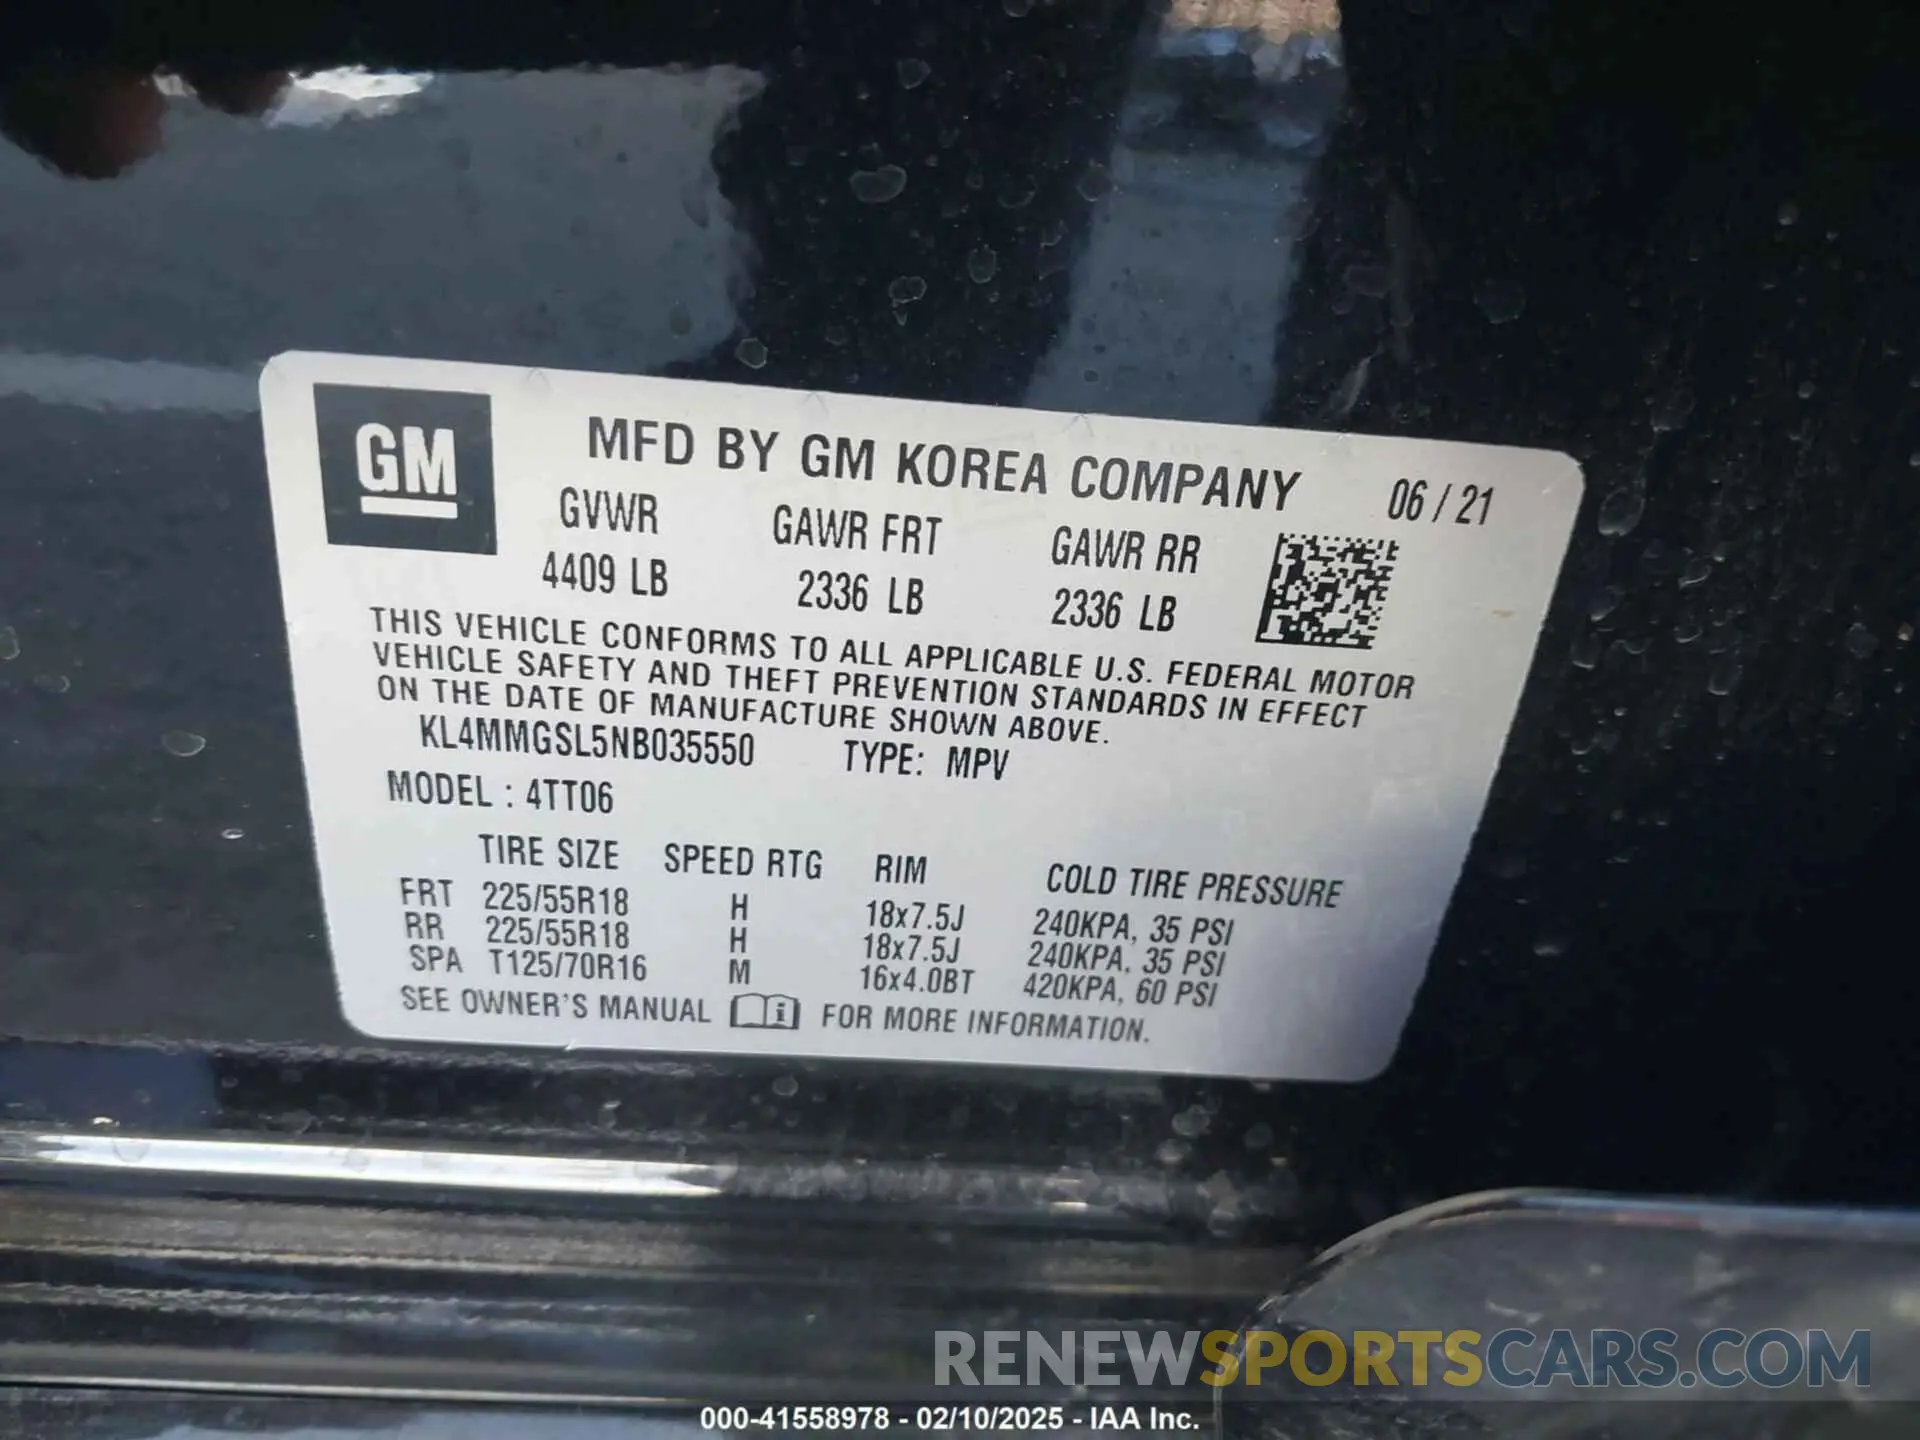 GM
MFD BY GM KOREA COMPANY 06 / 21
GVWR GAWR FRT GAWR RR
4409 LB 2336 LB 2336 LB
THIS VEHICLE CONFORMS TO ALL APPLICABLE U.S. FEDERAL MOTOR
VEHICLE SAFETY AND THEFT PREVENTION STANDARDS IN EFFECT
ON THE DATE OF MANUFACTURE SHOWN ABOVE.
KL4MMGSL5NB035550 TYPE: MPV
MODEL : 4TT06
TIRE SIZE SPEED RTG RIM COLD TIRE PRESSURE
FRT 225/55R18 H 18x7.5J 240KPA, 35 PSI
RR 225/55R18 H 18x7.5J 240KPA, 35 PSI
SPA T125/70R16 M 16x4.0BT 420KPA, 60 PSI
SEE OWNER'S MANUAL i FOR MORE INFORMATION.
RENEWSPORTSCARS.COM
000-41558978 - 02/10/2025 - IAA Inc.